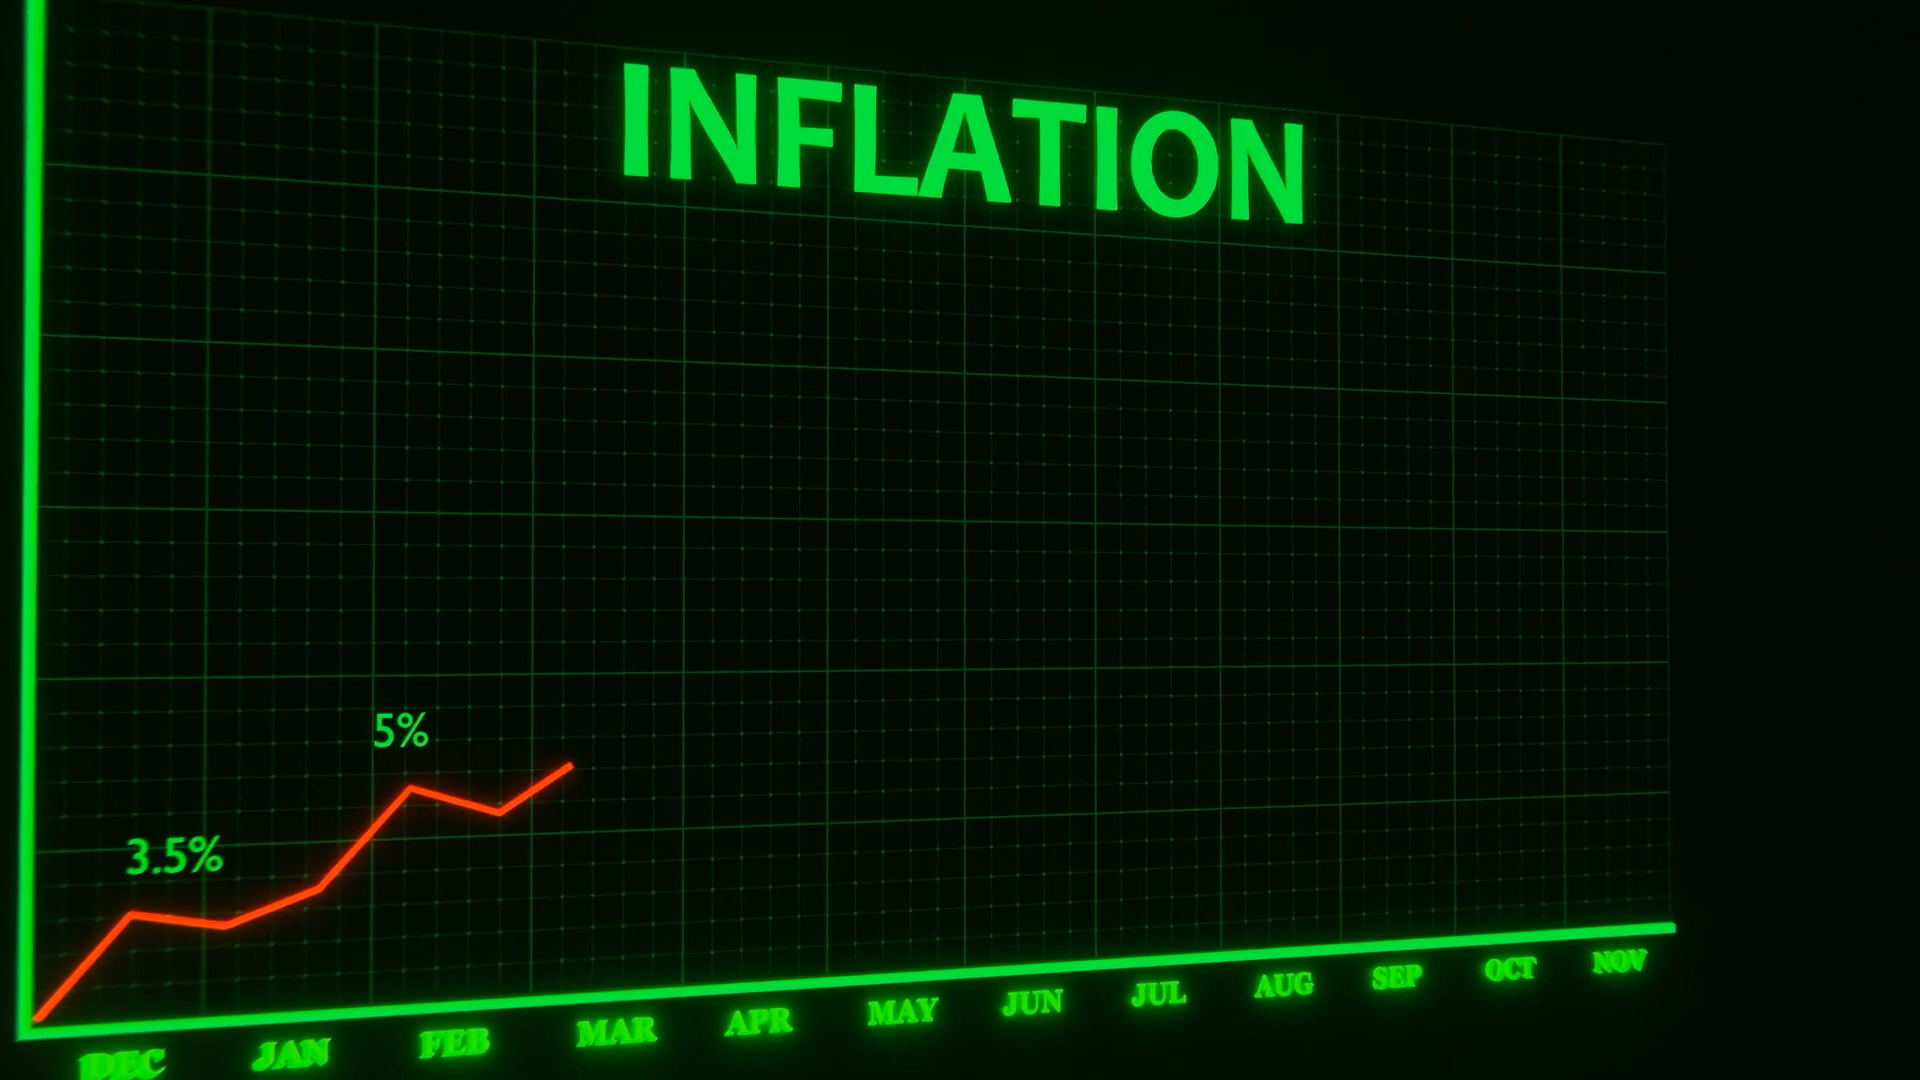 INFLATION
5%
3.5%
DEC JAN FEB MAR APR MAY JUN JUL AUG SEP OCT NOV